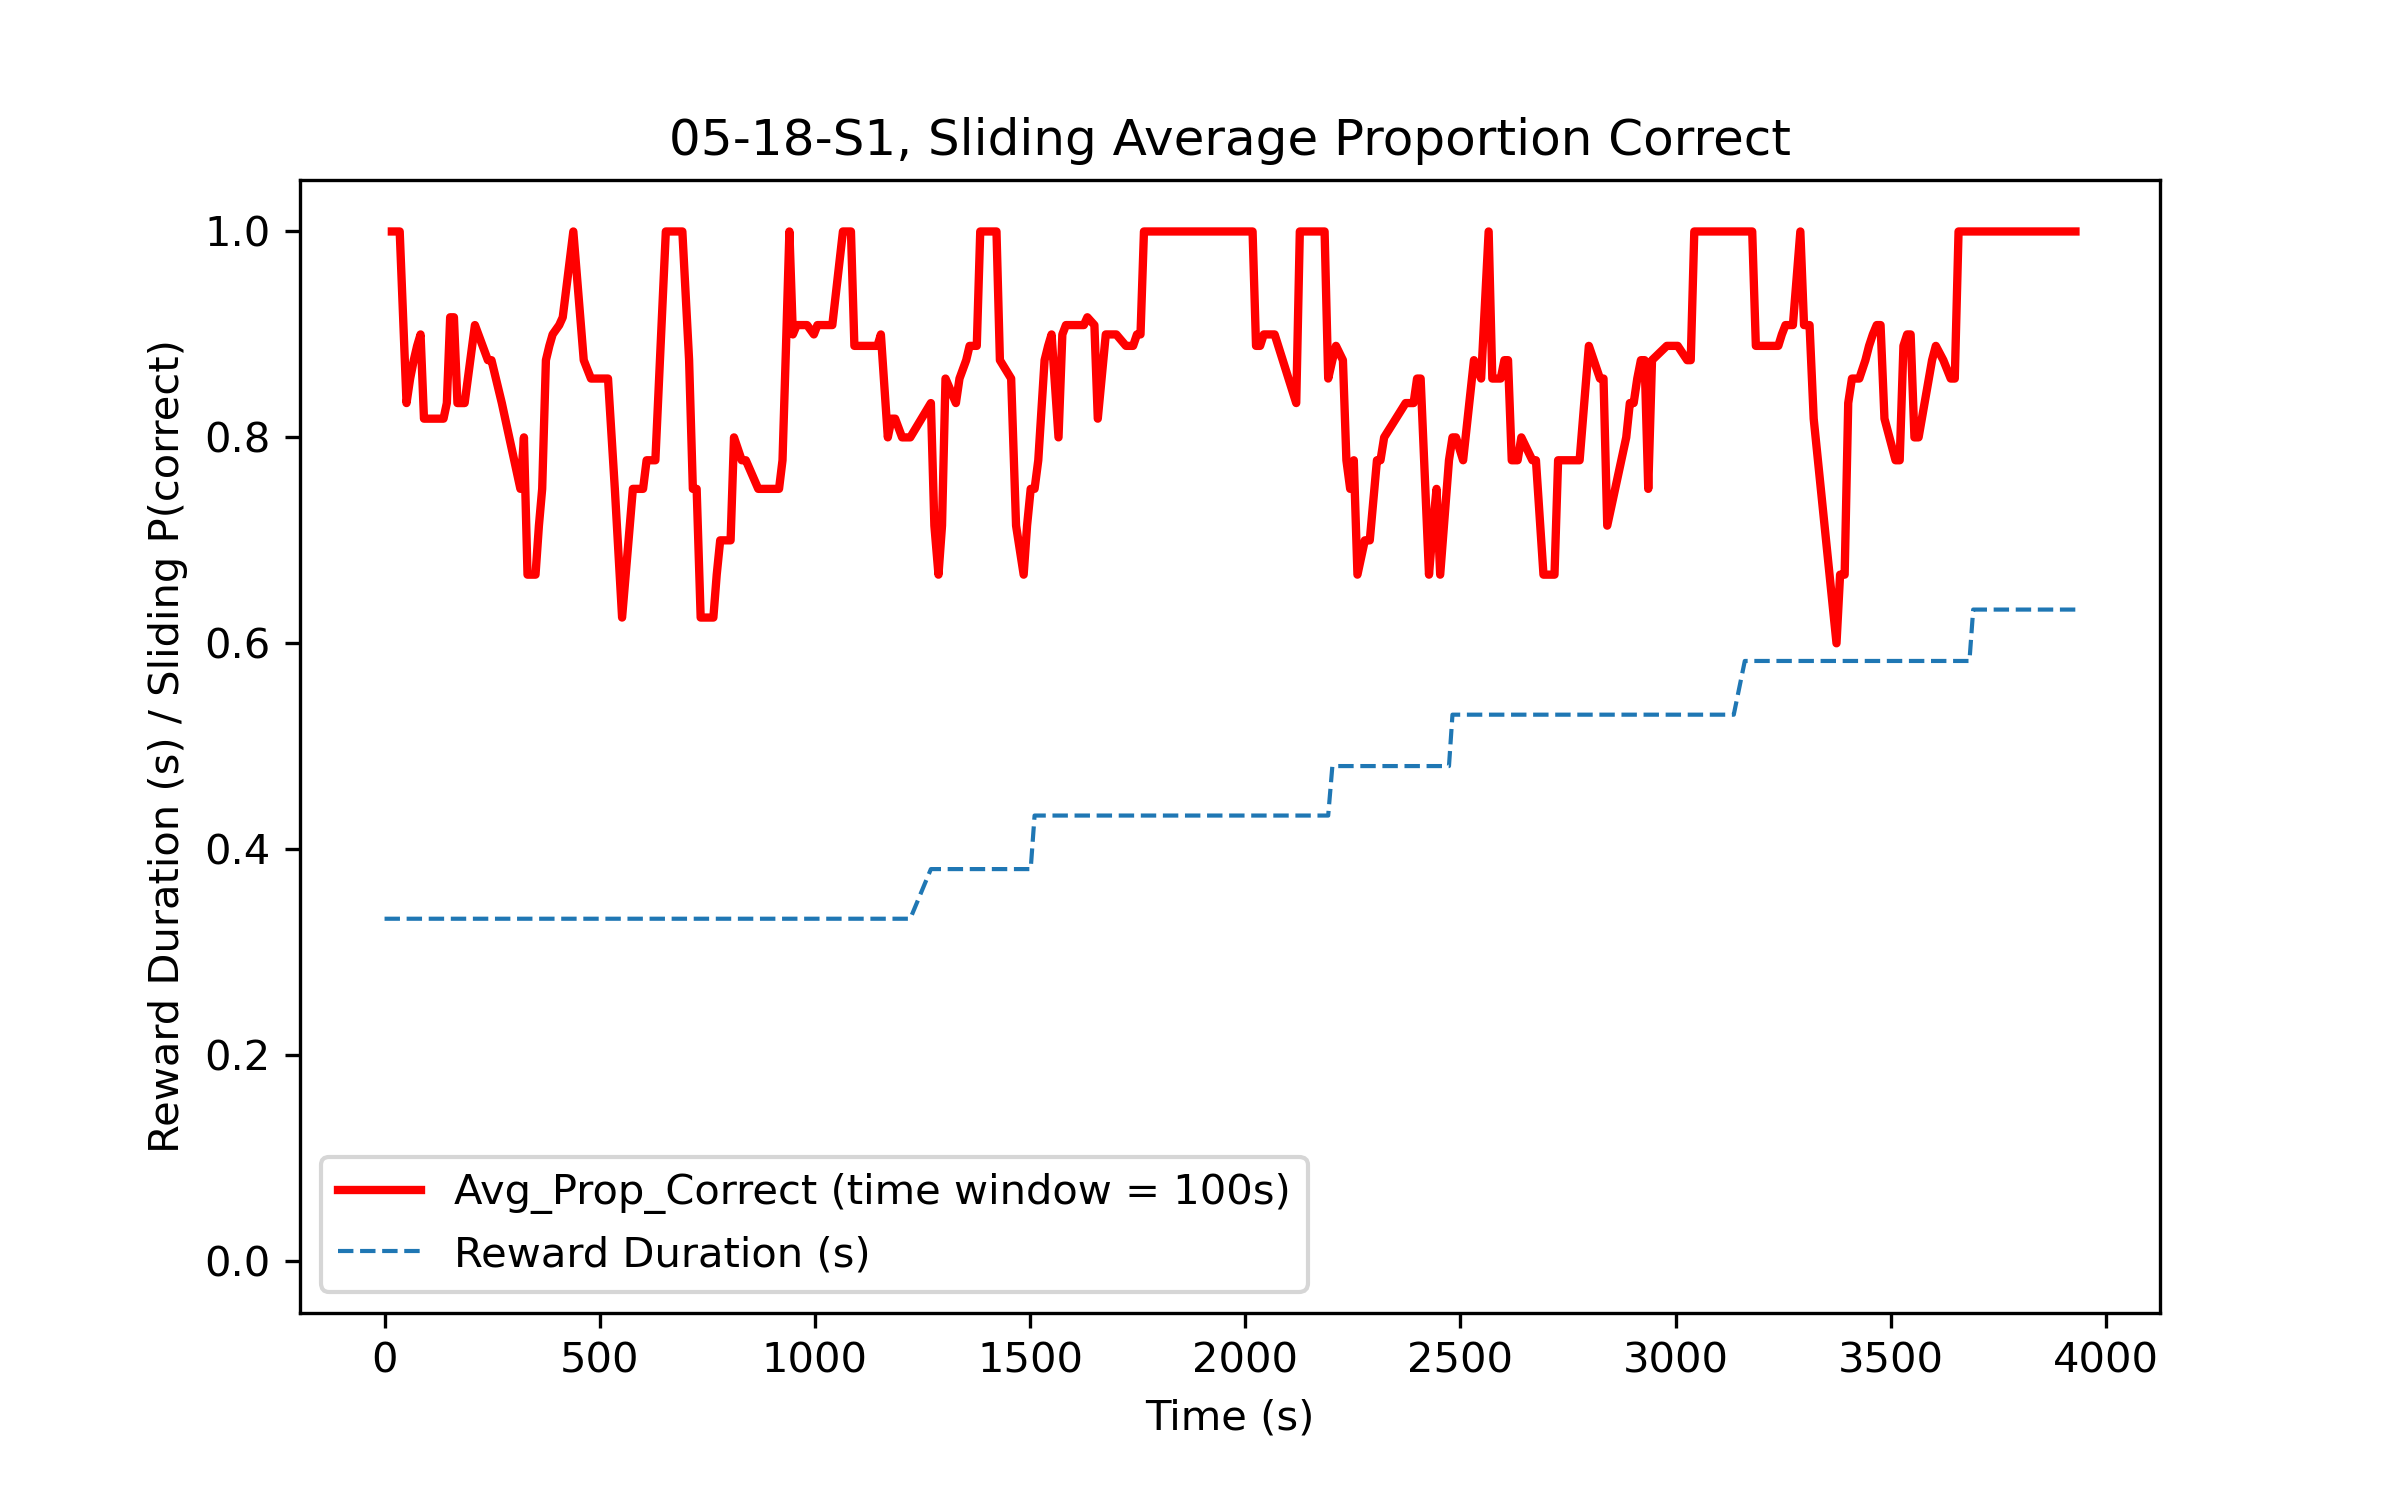 05-18-S1, Sliding Average Proportion Correct
Reward Duration (s) / Sliding P(correct)
1.0
0.8
0.6
0.4
0.2
0.0
Avg_Prop_Correct (time window = 100s)
Reward Duration (s)
0 500 1000 1500 2000 2500 3000 3500 4000
Time (s)